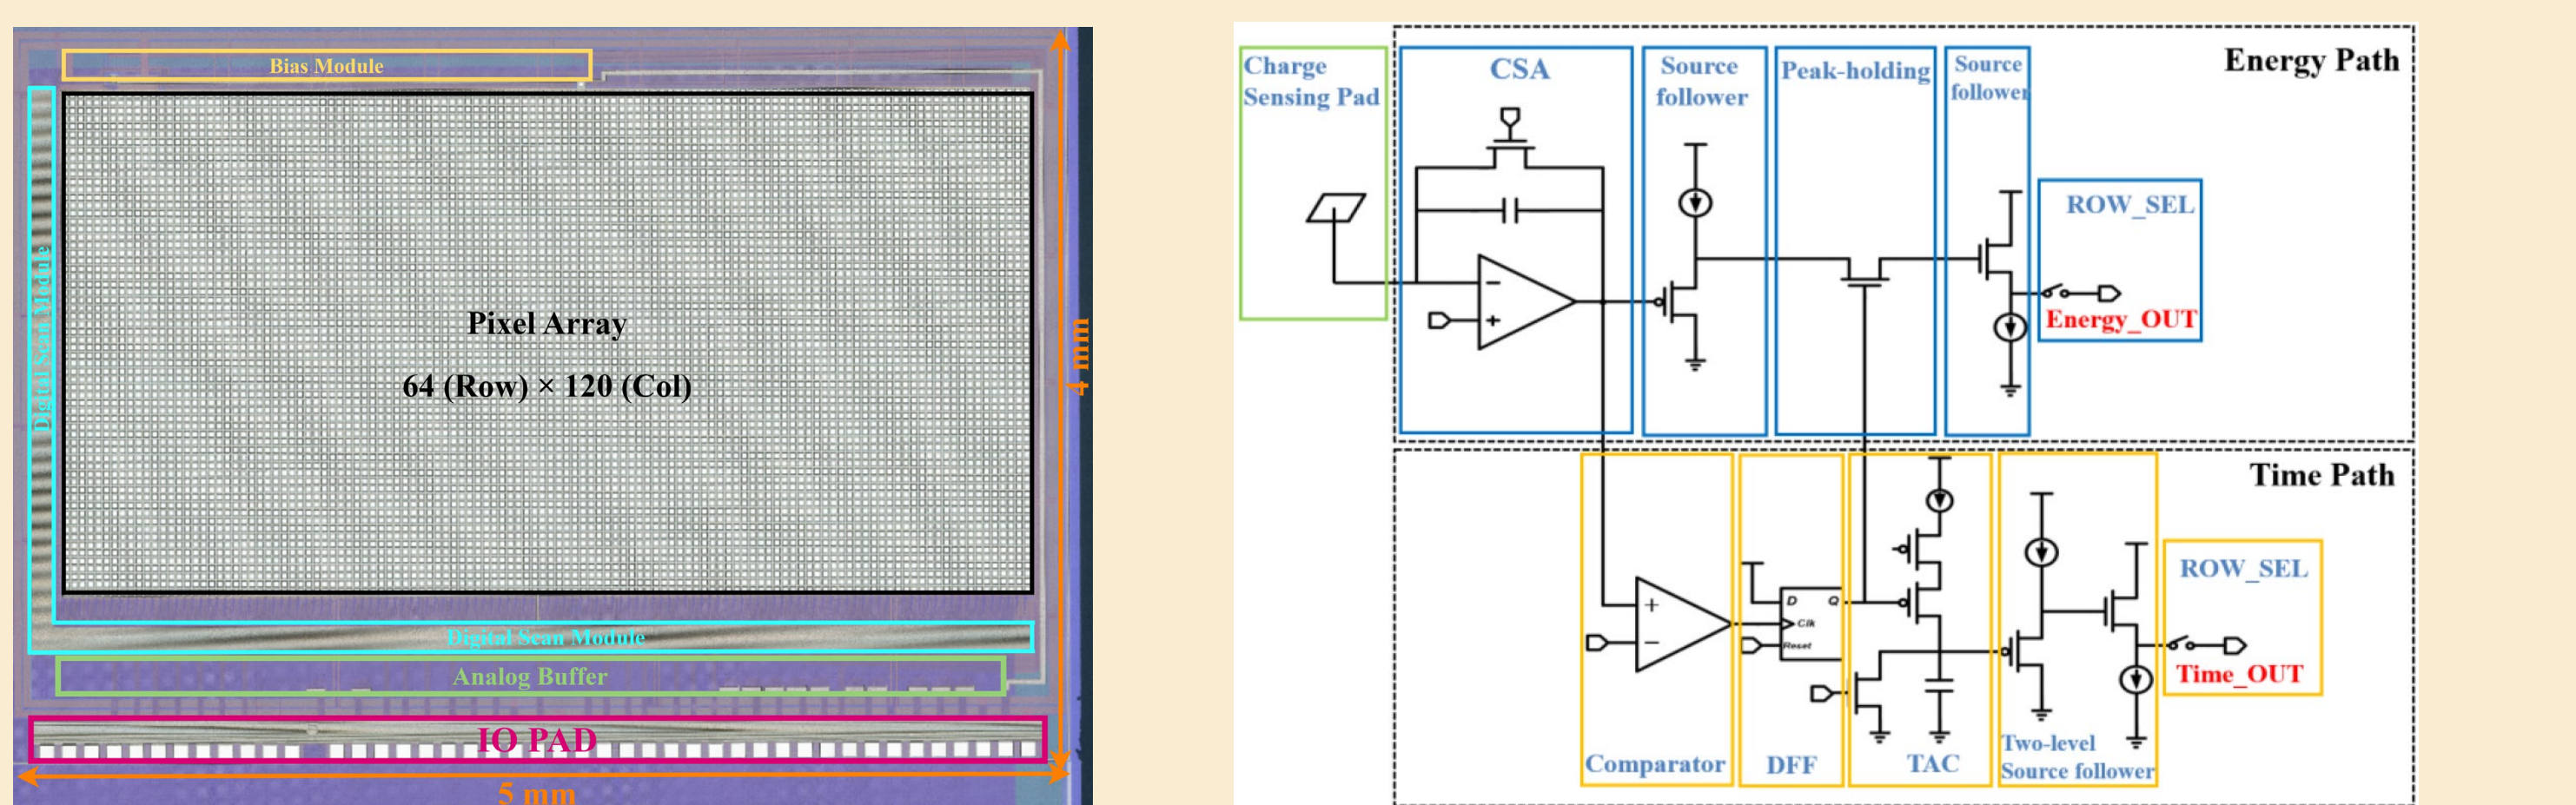 Bias Module
Digital Scan Module
Pixel Array
64 (Row) × 120 (Col)
4 mm
Digital Scan Module
Analog Buffer
IO PAD
5 mm
Energy Path
Charge
Sensing Pad
CSA
Source
follower
Peak-holding
Source
follower
ROW_SEL
Energy_OUT
−
+
Time Path
+
−
D
Q
Clk
Reset
ROW_SEL
Time_OUT
Comparator
DFF
TAC
Two-level
Source follower